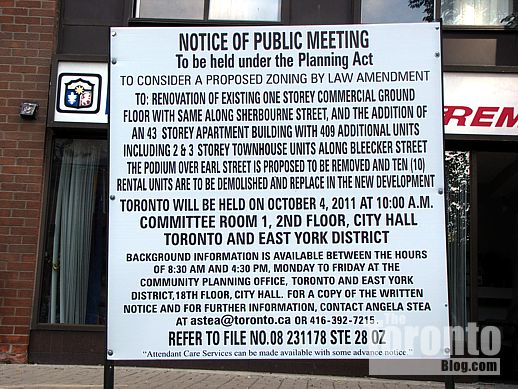 NOTICE OF PUBLIC MEETING
To be held under the Planning Act
TO CONSIDER A PROPOSED ZONING BY LAW AMENDMENT
TO: RENOVATION OF EXISTING ONE STOREY COMMERCIAL GROUND
FLOOR WITH SAME ALONG SHERBOURNE STREET, AND THE ADDITION OF
AN 43 STOREY APARTMENT BUILDING WITH 409 ADDITIONAL UNITS
INCLUDING 2 & 3 STOREY TOWNHOUSE UNITS ALONG BLEECKER STREET
THE PODIUM OVER EARL STREET IS PROPOSED TO BE REMOVED AND TEN (10)
RENTAL UNITS ARE TO BE DEMOLISHED AND REPLACE IN THE NEW DEVELOPMENT
TORONTO WILL BE HELD ON OCTOBER 4, 2011 AT 10:00 A.M.
COMMITTEE ROOM 1, 2ND FLOOR, CITY HALL
TORONTO AND EAST YORK DISTRICT
BACKGROUND INFORMATION IS AVAILABLE BETWEEN THE HOURS
OF 8:30 AM AND 4:30 PM, MONDAY TO FRIDAY AT THE
COMMUNITY PLANNING OFFICE, TORONTO AND EAST YORK
DISTRICT,18TH FLOOR, CITY HALL. FOR A COPY OF THE WRITTEN
NOTICE AND FOR FURTHER INFORMATION, CONTACT ANGELA STEA
AT astea@toronto.ca OR 416-392-7215.
REFER TO FILE NO.08 231178 STE 28 OZ
"Attendant Care Services can be made available with some advance notice."
REM
The
Toronto
Blog.com